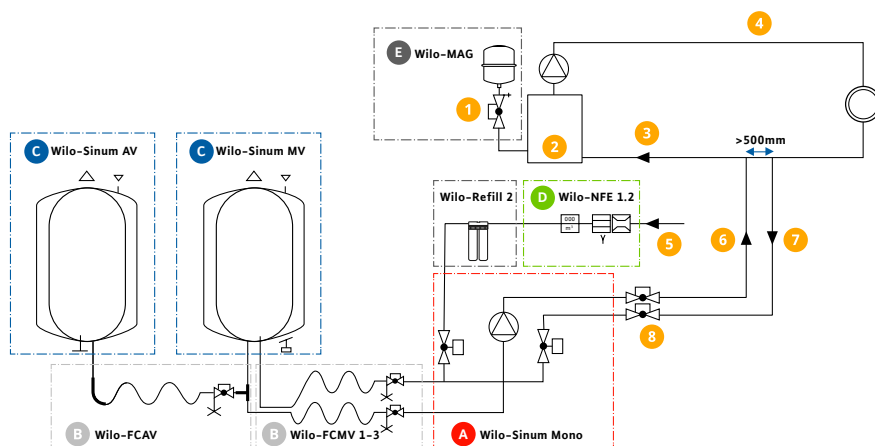 4
E Wilo-MAG
1
2
3
>500mm
C Wilo-Sinum AV
C Wilo-Sinum MV
Wilo-Refill 2
D Wilo-NFE 1.2
000
m³
5
6
7
8
B Wilo-FCAV
B Wilo-FCMV 1-3
A Wilo-Sinum Mono